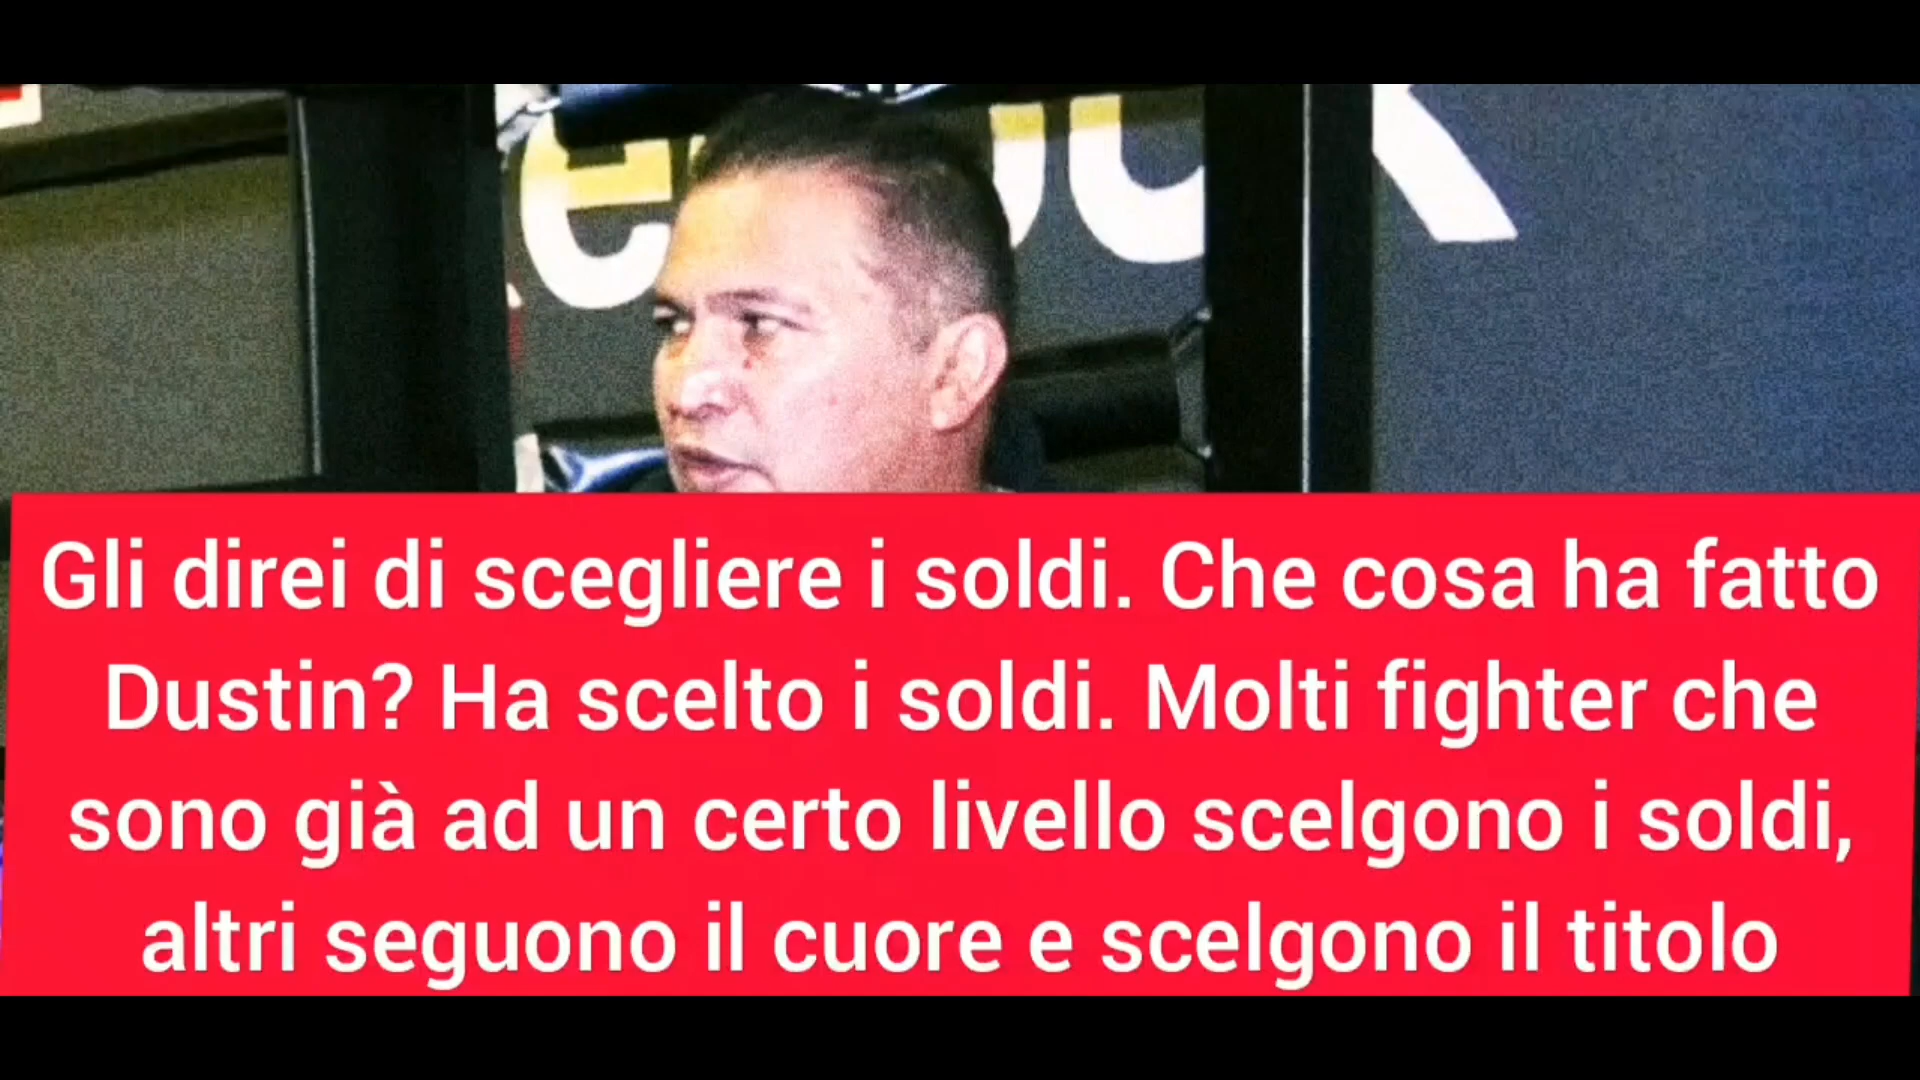 Gli direi di scegliere i soldi. Che cosa ha fatto
Dustin? Ha scelto i soldi. Molti fighter che
sono già ad un certo livello scelgono i soldi,
altri seguono il cuore e scelgono il titolo